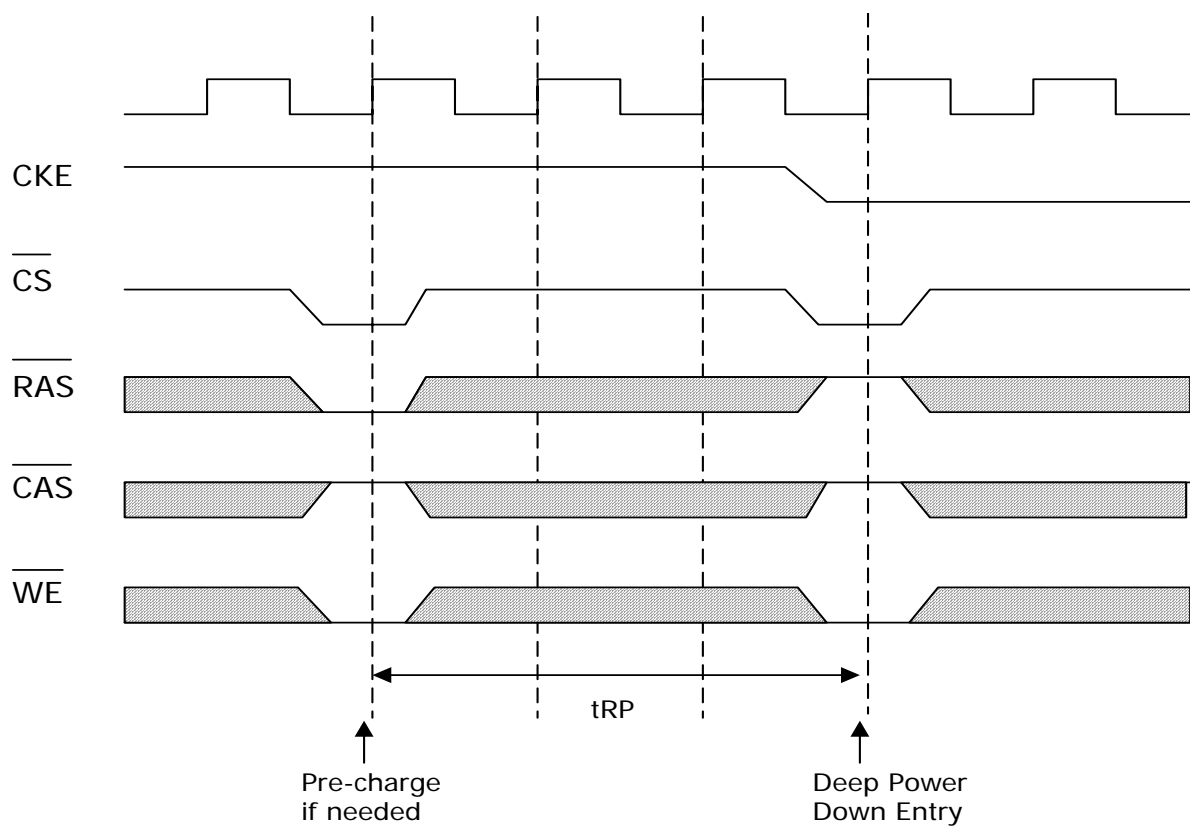 CKE
CS
RAS
CAS
WE
tRP
Pre-charge
if needed
Deep Power
Down Entry